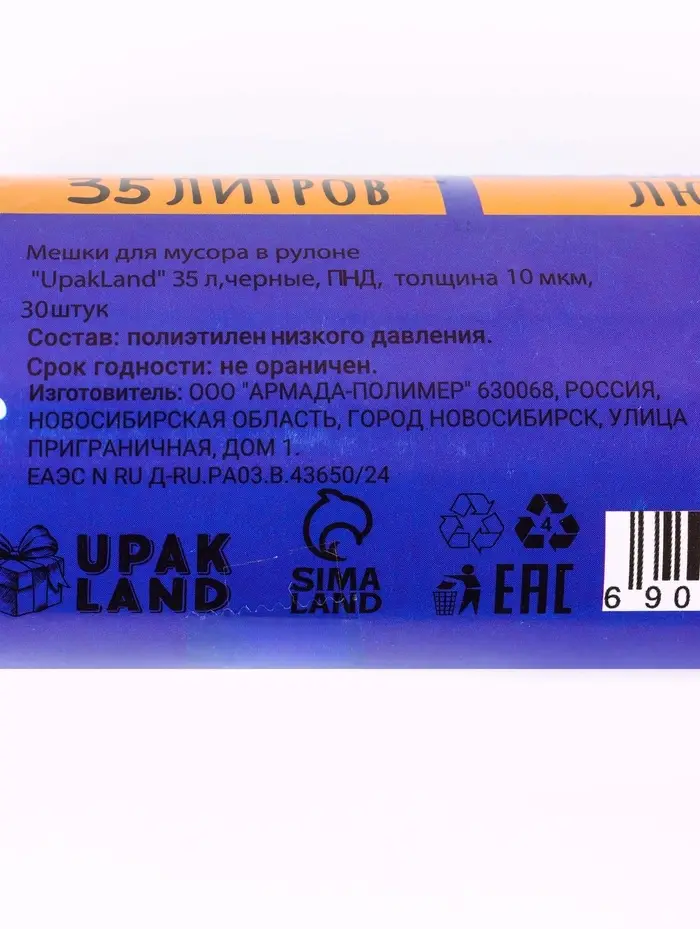 35 ЛИТРОВ
Мешки для мусора в рулоне
"UpakLand" 35 л,черные, ПНД, толщина 10 мкм,
30штук
Состав: полиэтилен низкого давления.
Срок годности: не ораничен.
Изготовитель: ООО "АРМАДА-ПОЛИМЕР" 630068, РОССИЯ,
НОВОСИБИРСКАЯ ОБЛАСТЬ, ГОРОД НОВОСИБИРСК, УЛИЦА
ПРИГРАНИЧНАЯ, ДОМ 1.
ЕАЭС N RU Д-RU.РА03.В.43650/24
UPAK
LAND
SIMA
LAND
4
EAC
690